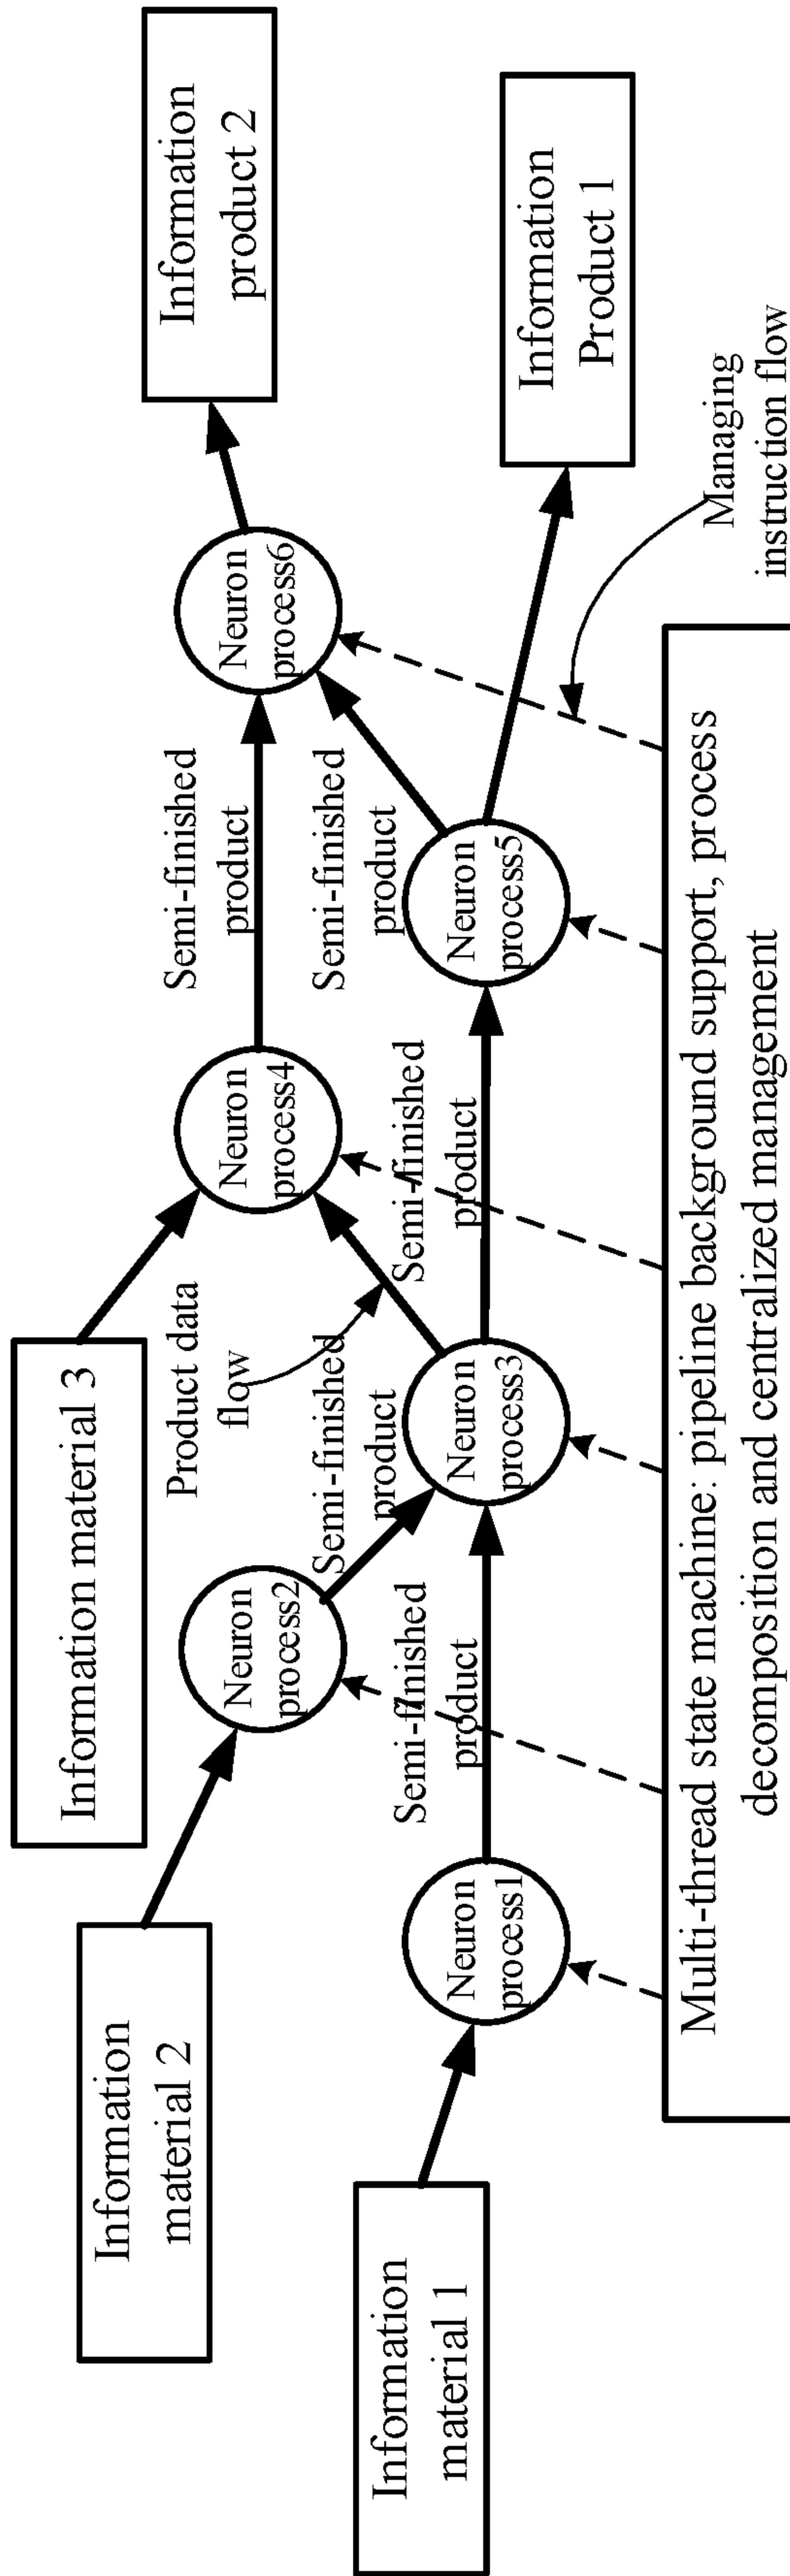 Information
product 2
Information
Product 1
Managing
instruction flow
Neuron
process6
Semi-finished
product
Semi-finished
product
Neuron
process5
Neuron
process4
Semi-finished
product
Information material 3
Product data
flow
Semi-finished
product
Neuron
process3
Neuron
process2
Semi-finished
product
Information
material 2
Neuron
process1
Information
material 1
Multi-thread state machine: pipeline background support, process
decomposition and centralized management